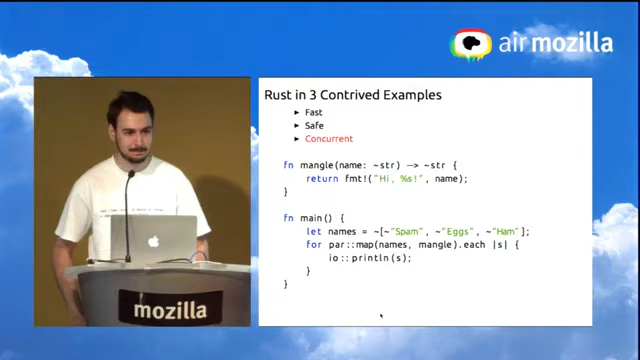 air mozilla
Rust in 3 Contrived Examples
► Fast
► Safe
► Concurrent
fn mangle(name: ~str) —> ~str {
return fmt!("Hi, %s!", name);
}
fn main() {
let names = ~[~"Spam", ~"Eggs", ~"Ham"];
for par::map(names, mangle).each |s| {
io::println(s);
}
}
mozilla